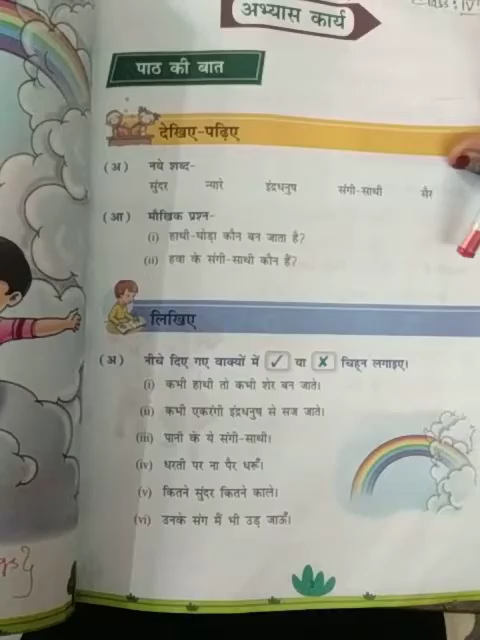 अभ्यास कार्य
पाठ की बात
देखिए-पढ़िए
(अ) नये शब्द-
सुंदर न्यारे इंद्रधनुष संगी-साथी सैर
(आ) मौखिक प्रश्न-
(i) हाथी-घोड़ा कौन बन जाता है?
(ii) हवा के संगी-साथी कौन हैं?
लिखिए
(अ) नीचे दिए गए वाक्यों में ✓ या ✗ चिह्न लगाइए।
(i) कभी हाथी तो कभी शेर बन जाते।
(ii) कभी एकरंगी इंद्रधनुष से सज जाते।
(iii) पानी के ये संगी-साथी।
(iv) धरती पर ना पैर धरूँ।
(v) कितने सुंदर कितने काले।
(vi) उनके संग मैं भी उड़ जाऊँ।